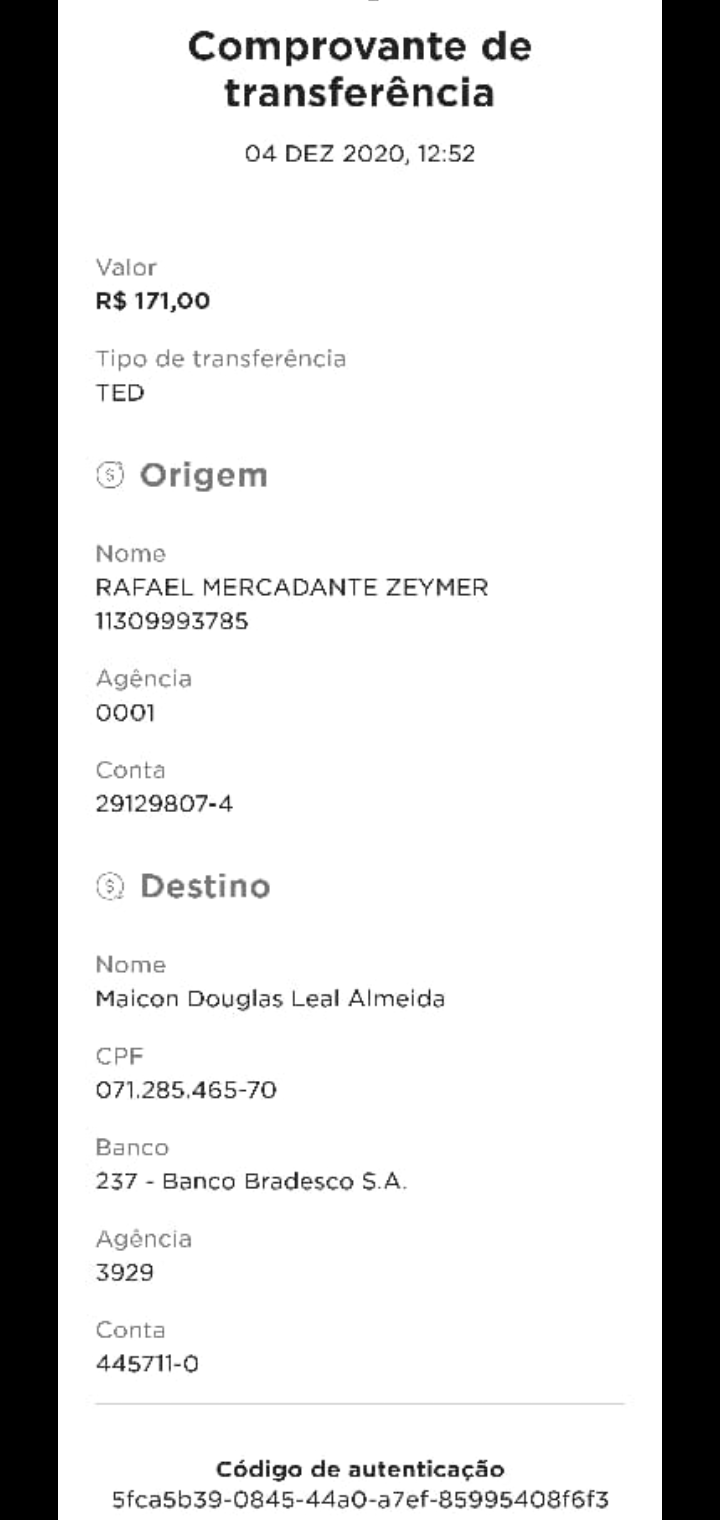 Comprovante de
transferência
04 DEZ 2020, 12:52
Valor
R$ 171,00
Tipo de transferência
TED
Origem
Nome
RAFAEL MERCADANTE ZEYMER
11309993785
Agência
0001
Conta
29129807-4
Destino
Nome
Maicon Douglas Leal Almeida
CPF
071.285.465-70
Banco
237 - Banco Bradesco S.A.
Agência
3929
Conta
445711-0
Código de autenticação
5fca5b39-0845-44a0-a7ef-85995408f6f3